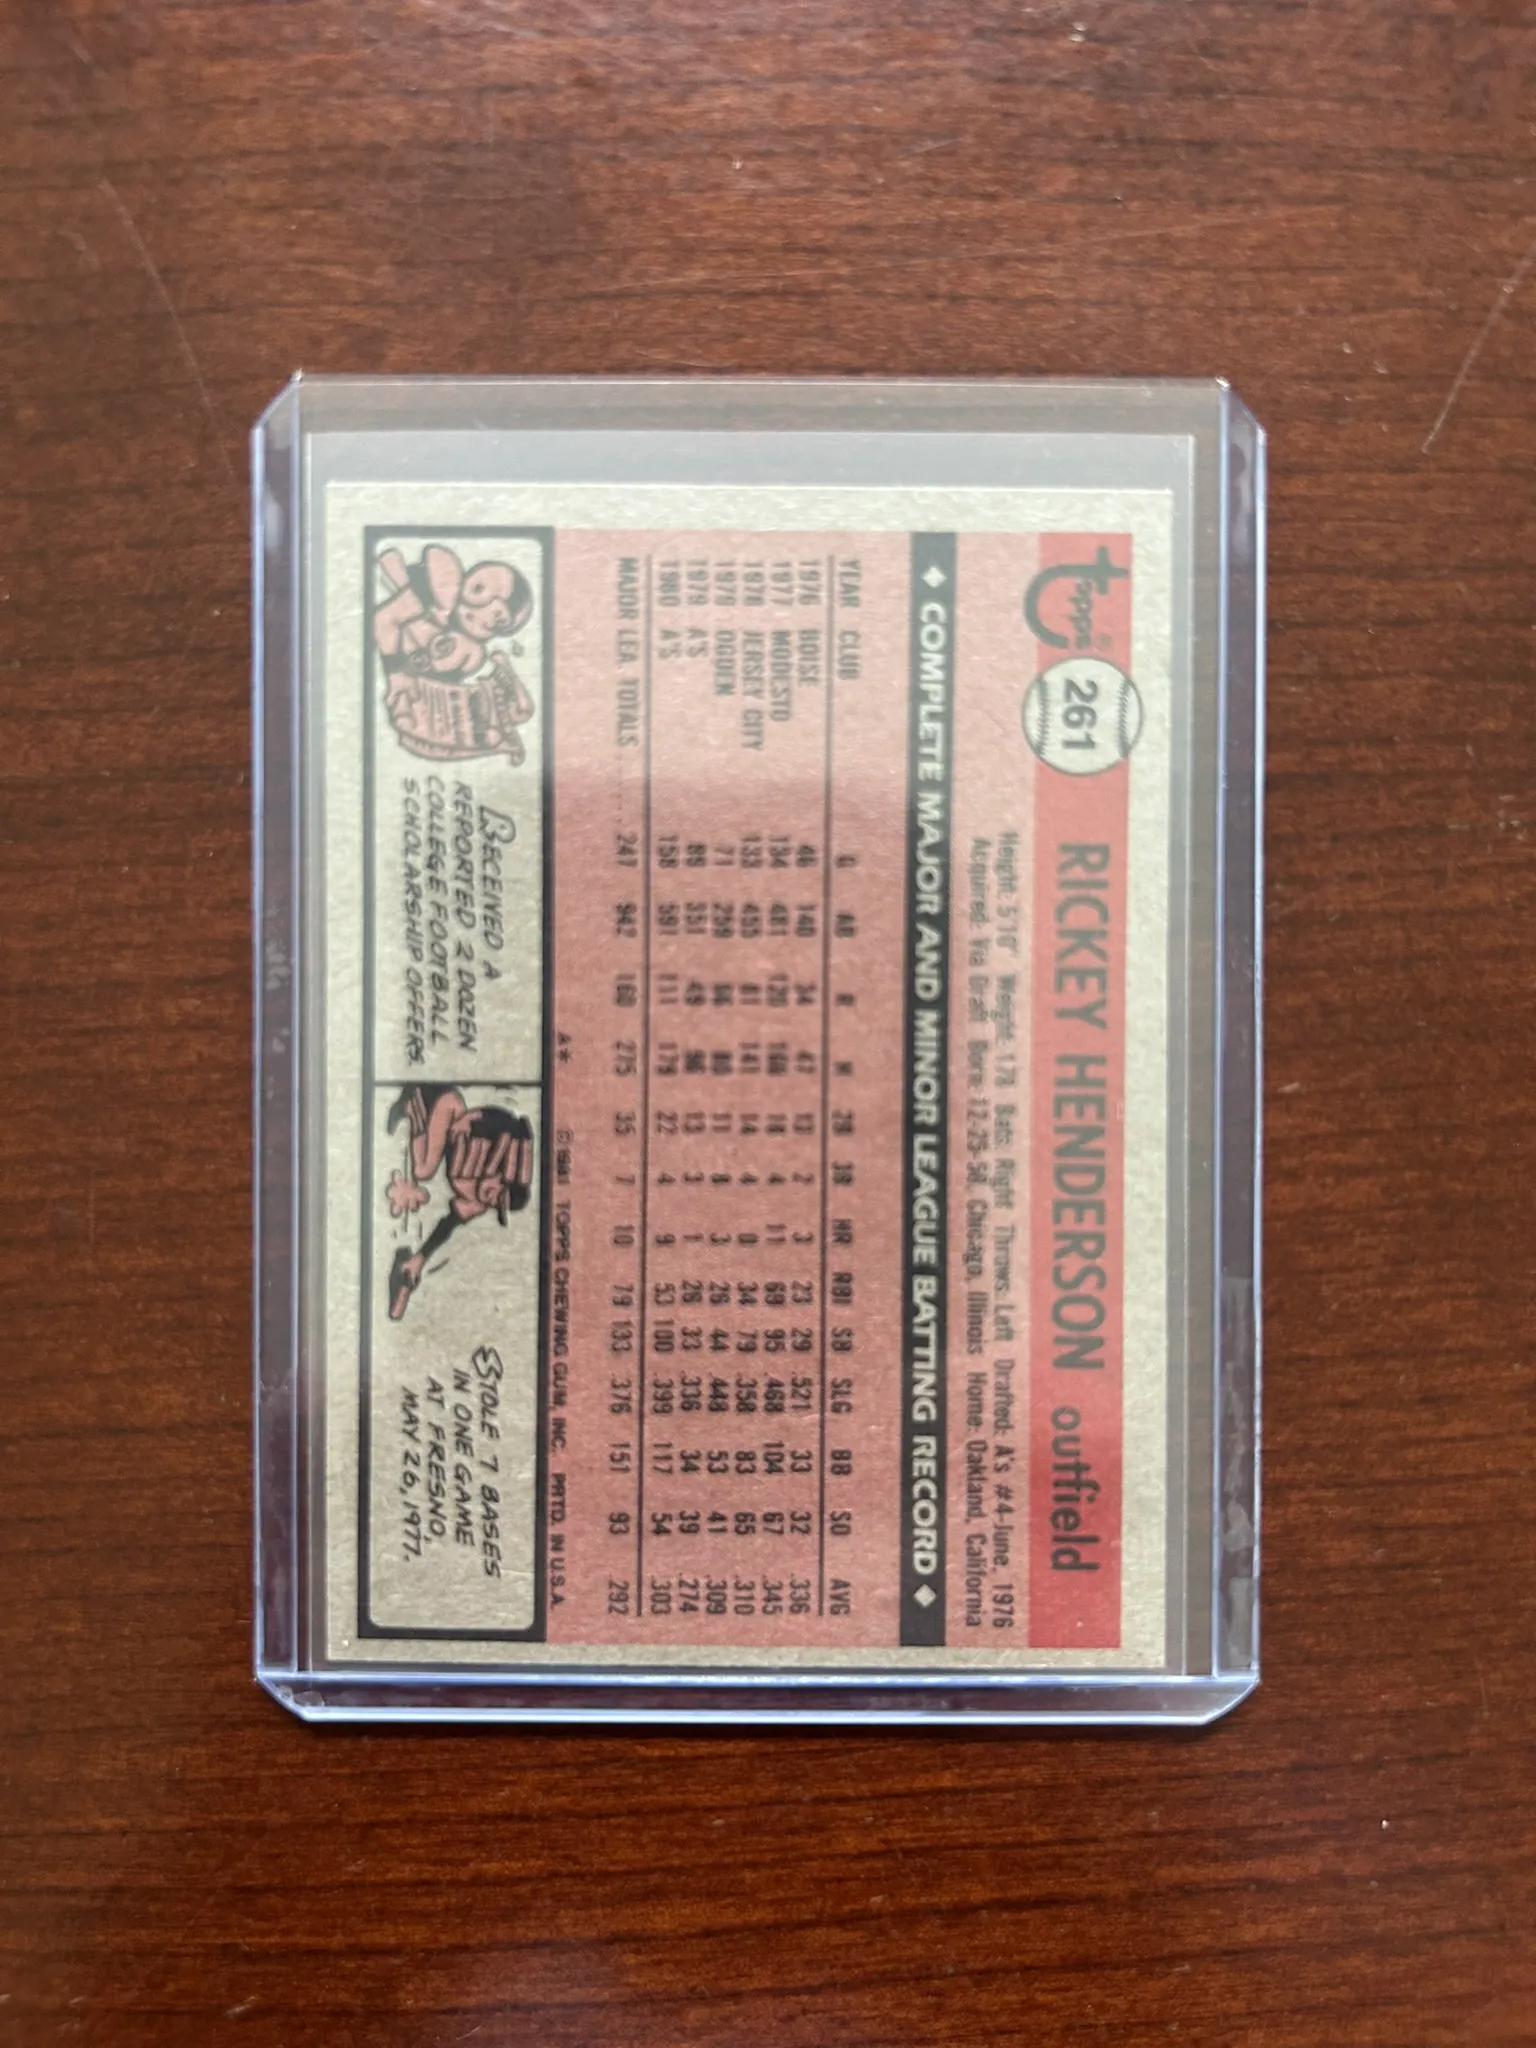 topps®
261
RICKEY HENDERSON outfield
Height: 5'10" Weight: 178 Bats: Right Throws: Left Drafted: A's #4-June, 1976
Acquired: Via Draft Born: 12-25-58, Chicago, Illinois Home: Oakland, California
◆ COMPLETE MAJOR AND MINOR LEAGUE BATTING RECORD ◆
YEAR CLUB G AB R H 2B 3B HR RBI SB SLG BB SO AVG
1976 BOISE 46 140 34 47 13 2 3 23 29 .521 33 32 .336
1977 MODESTO 134 481 120 166 18 4 11 69 95 .468 104 67 .345
1978 JERSEY CITY 133 455 81 141 14 4 0 34 79 .358 83 65 .310
1979 OGDEN 71 259 66 80 11 8 3 26 44 .448 53 41 .309
1979 A'S 89 351 49 96 13 3 1 26 33 .336 34 39 .274
1980 A'S 158 591 111 179 22 4 9 53 100 .399 117 54 .303
MAJOR LEA. TOTALS 247 942 160 275 35 7 10 79 133 .376 151 93 .292
A* ©1981 TOPPS CHEWING GUM, INC. PRTD. IN U.S.A.
RECEIVED A
REPORTED 2 DOZEN
COLLEGE FOOTBALL
SCHOLARSHIP OFFERS.
STOLE 7 BASES
IN ONE GAME
AT FRESNO,
MAY 26, 1977.